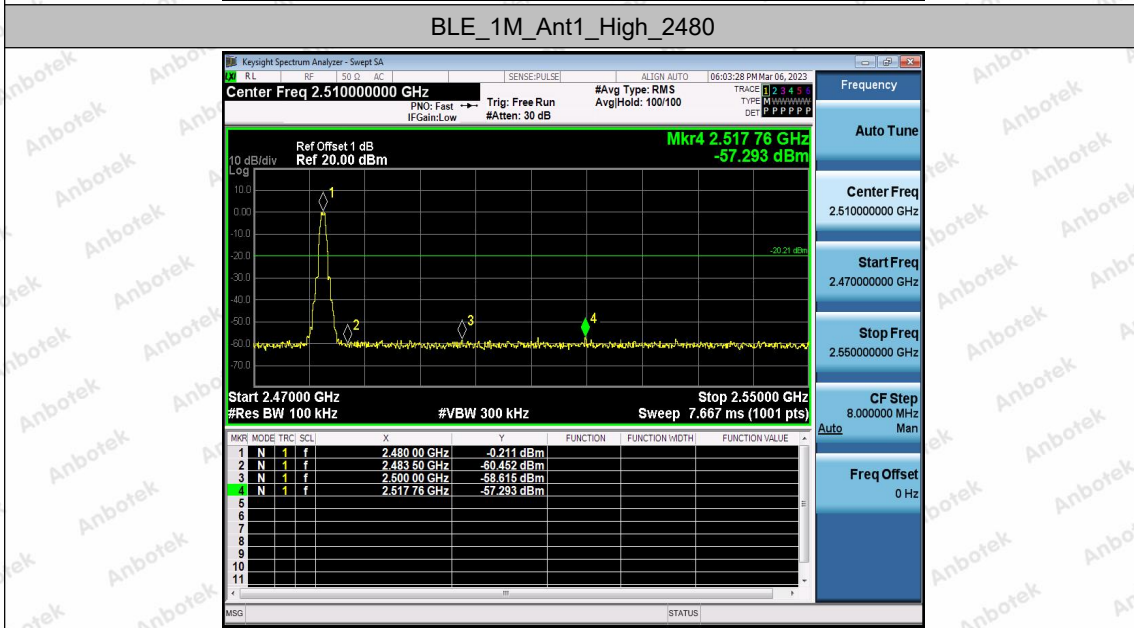 BLE_1M_Ant1_High_2480
Keysight Spectrum Analyzer - Swept SA
LXI RL RF 50 Ω AC SENSE:PULSE ALIGN AUTO 06:03:28 PM Mar 06, 2023
Center Freq 2.510000000 GHz
PNO: Fast
IFGain:Low
Trig: Free Run
#Atten: 30 dB
#Avg Type: RMS
Avg|Hold: 100/100
TRACE 1 2 3 4 5 6
TYPE M WWWWW
DET P P P P P P
Frequency
Auto Tune
Center Freq
2.510000000 GHz
Start Freq
2.470000000 GHz
Stop Freq
2.550000000 GHz
CF Step
8.000000 MHz
Auto Man
Freq Offset
0 Hz
Mkr4 2.517 76 GHz
-57.293 dBm
Ref Offset 1 dB
10 dB/div Ref 20.00 dBm
Log
10.0
0.00
-10.0
-20.0
-30.0
-40.0
-50.0
-60.0
-70.0
1
2
3
4
-20.21 dBm
Start 2.47000 GHz Stop 2.55000 GHz
#Res BW 100 kHz #VBW 300 kHz Sweep 7.667 ms (1001 pts)
MKR MODE TRC SCL X Y FUNCTION FUNCTION WIDTH FUNCTION VALUE
1 N 1 f 2.480 00 GHz -0.211 dBm
2 N 1 f 2.483 50 GHz -60.452 dBm
3 N 1 f 2.500 00 GHz -58.615 dBm
4 N 1 f 2.517 76 GHz -57.293 dBm
5
6
7
8
9
10
11
MSG STATUS
Anbotek